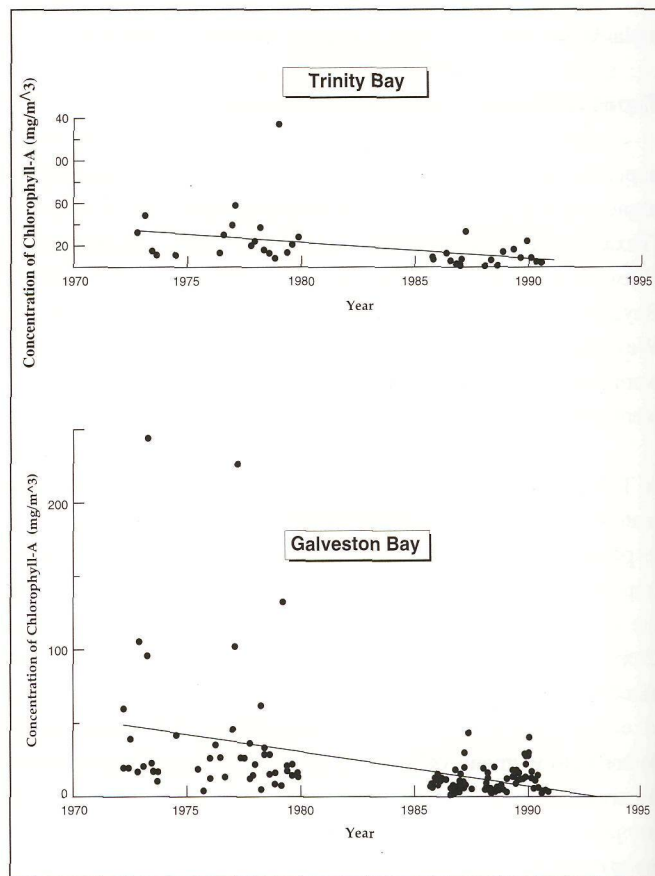 Trinity Bay
Concentration of Chlorophyll-A (mg/m^3)
40
00
60
20
1970 1975 1980 1985 1990 1995
Year
Galveston Bay
Concentration of Chlorophyll-A (mg/m^3)
200
100
0
1970 1975 1980 1985 1990 1995
Year